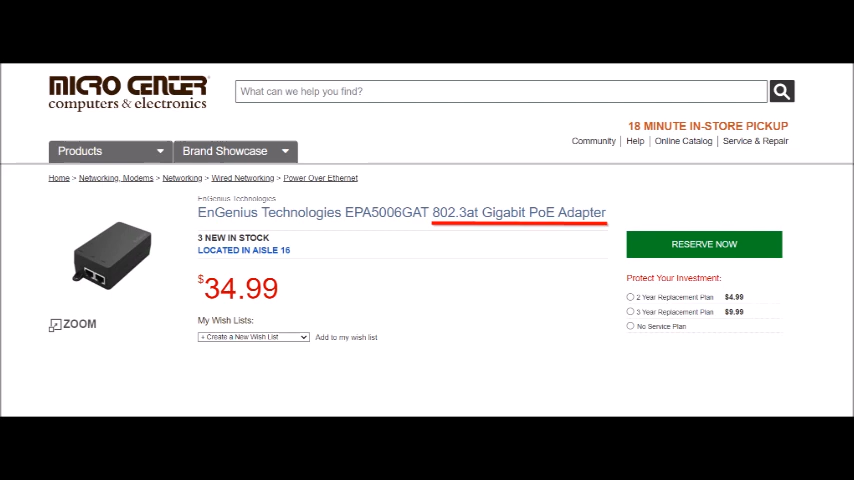 MICRO CENTER
computers & electronics
What can we help you find?
18 MINUTE IN-STORE PICKUP
Community | Help | Online Catalog | Service & Repair
Products
Brand Showcase
Home > Networking, Modems > Networking > Wired Networking > Power Over Ethernet
EnGenius Technologies
EnGenius Technologies EPA5006GAT 802.3at Gigabit PoE Adapter
3 NEW IN STOCK
LOCATED IN AISLE 16
RESERVE NOW
$34.99
Protect Your Investment:
2 Year Replacement Plan $4.99
3 Year Replacement Plan $9.99
No Service Plan
ZOOM
My Wish Lists:
+ Create a New Wish List
Add to my wish list